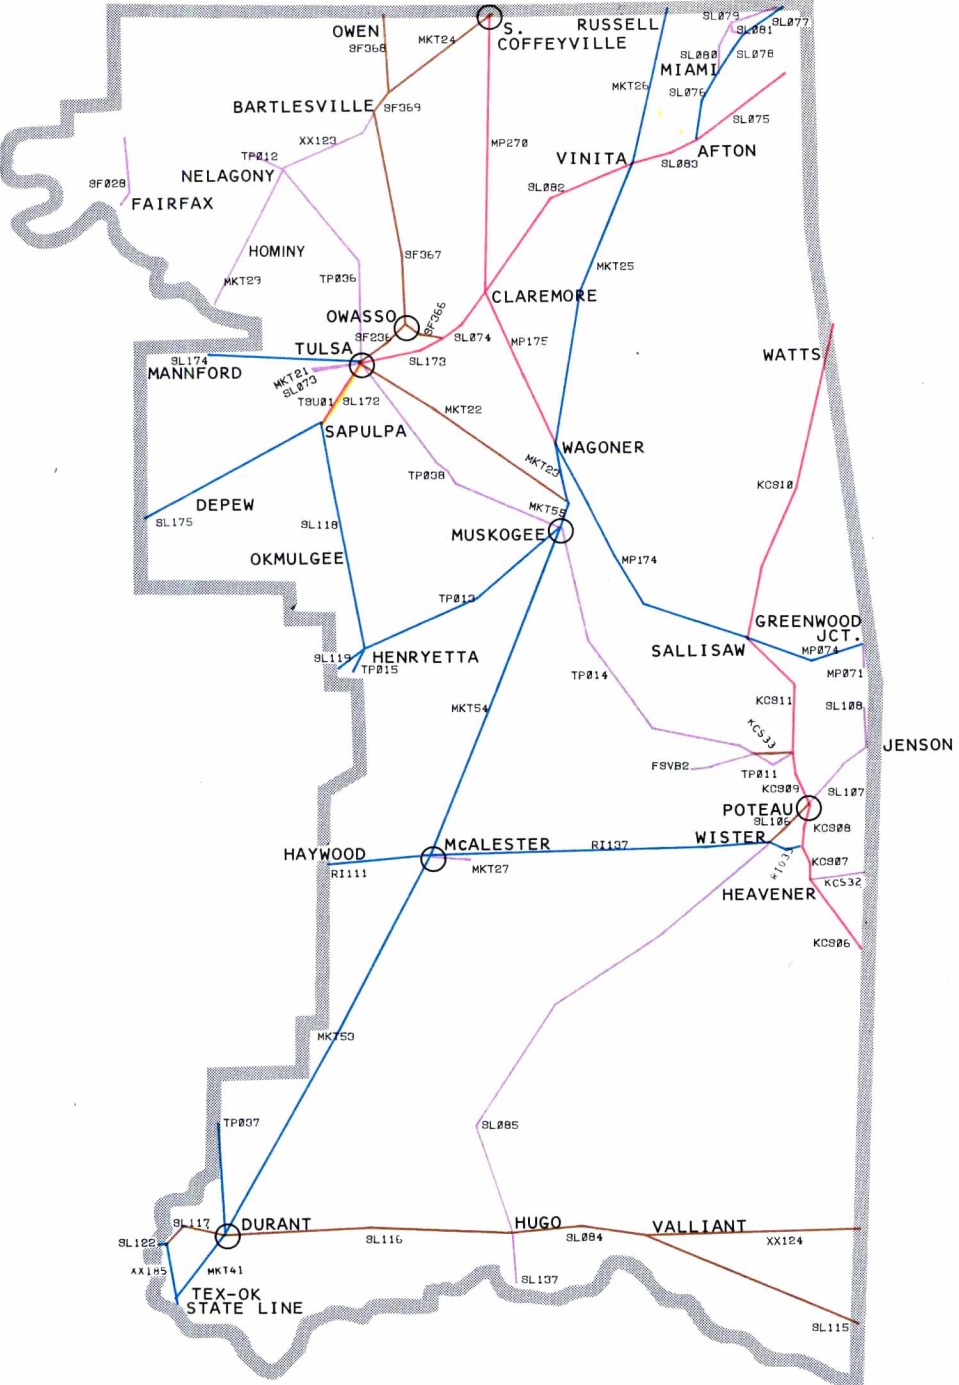 OWEN
SF368
MKT24
S.
COFFEYVILLE
RUSSELL
SL079
SL077
SL081
SL080
SL078
MIAMI
MKT26
SL076
SL075
BARTLESVILLE
SF369
XX123
MP270
TP012
NELAGONY
VINITA
SL083
AFTON
SF028
FAIRFAX
SL082
HOMINY
SF367
MKT29
TP036
MKT25
CLAREMORE
OWASSO
SF366
SF236
SL074
MP175
TULSA
SL173
WATTS
SL174
MANNFORD
MKT21
SL073
TSU01
SL172
MKT22
SAPULPA
WAGONER
MKT23
TP038
KCS10
DEPEW
SL175
SL118
MKT55
MUSKOGEE
OKMULGEE
MP174
TP013
GREENWOOD
JCT.
SALLISAW
MP074
SL119
HENRYETTA
TP015
TP014
MP071
KCS11
SL108
MKT54
KCS33
JENSON
FSVB2
TP011
KCS09
SL107
POTEAU
SL106
KCS08
WISTER
McALESTER
RI137
HAYWOOD
RI111
MKT27
RI035
KCS07
KCS32
HEAVENER
KCS06
MKT53
TP037
SL085
SL117
DURANT
HUGO
VALLIANT
SL122
SL116
SL084
XX124
XX185
MKT41
SL137
TEX-OK
STATE LINE
SL115